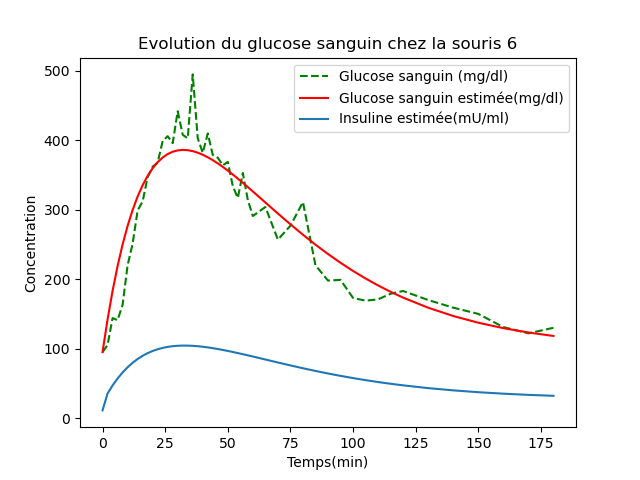 Evolution du glucose sanguin chez la souris 6
Glucose sanguin (mg/dl)
Glucose sanguin estimée(mg/dl)
Insuline estimée(mU/ml)
Concentration
500
400
300
200
100
0
0 25 50 75 100 125 150 175
Temps(min)